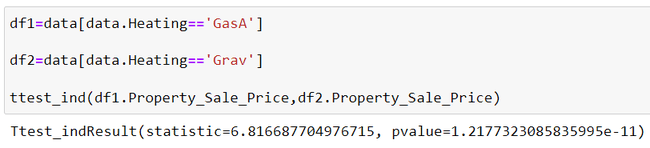 df1=data[data.Heating=='GasA']
df2=data[data.Heating=='Grav']
ttest_ind(df1.Property_Sale_Price,df2.Property_Sale_Price)
Ttest_indResult(statistic=6.816687704976715, pvalue=1.2177323085835995e-11)